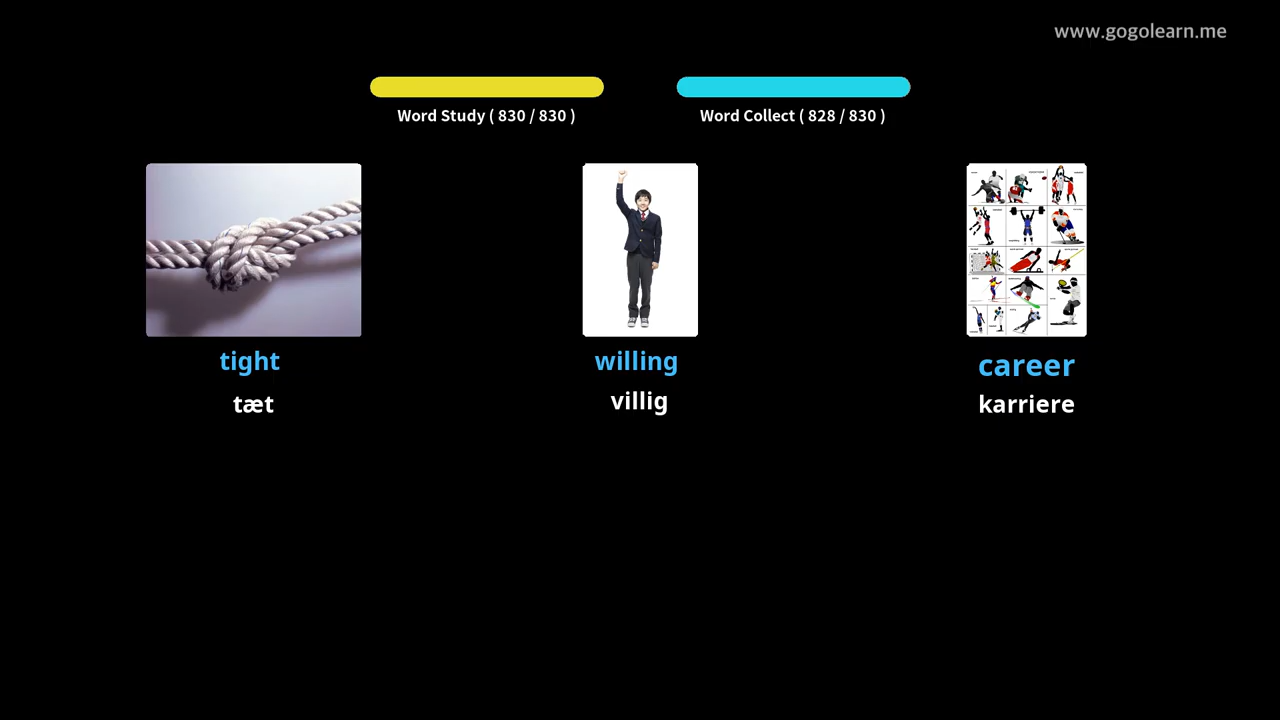 www.gogolearn.me
Word Study ( 830 / 830 )
Word Collect ( 828 / 830 )
tight
willing
career
tæt
villig
karriere